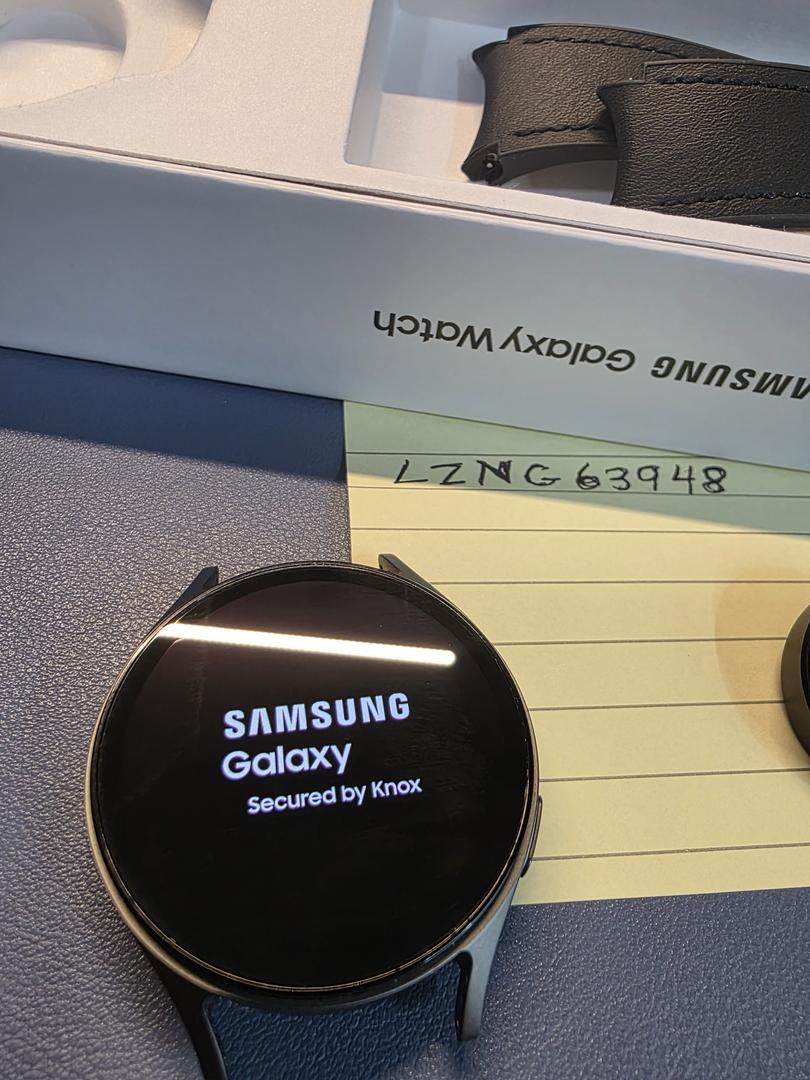 SAMSUNG Galaxy Watch
LZNG63948
SAMSUNG
Galaxy
Secured by Knox